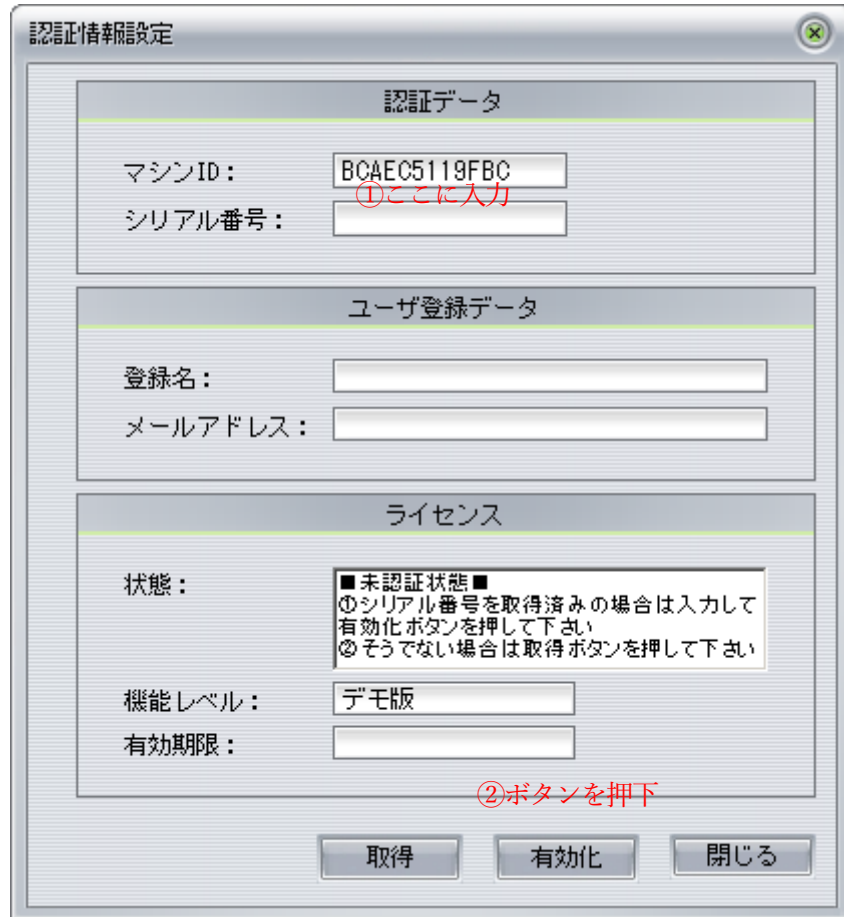 認証情報設定
認証データ
マシンID： BCAEC5119FBC
①ここに入力
シリアル番号：
ユーザ登録データ
登録名：
メールアドレス：
ライセンス
状態： ■未認証状態■
①シリアル番号を取得済みの場合は入力して
有効化ボタンを押して下さい
②そうでない場合は取得ボタンを押して下さい
機能レベル： デモ版
有効期限：
②ボタンを押下
取得 有効化 閉じる